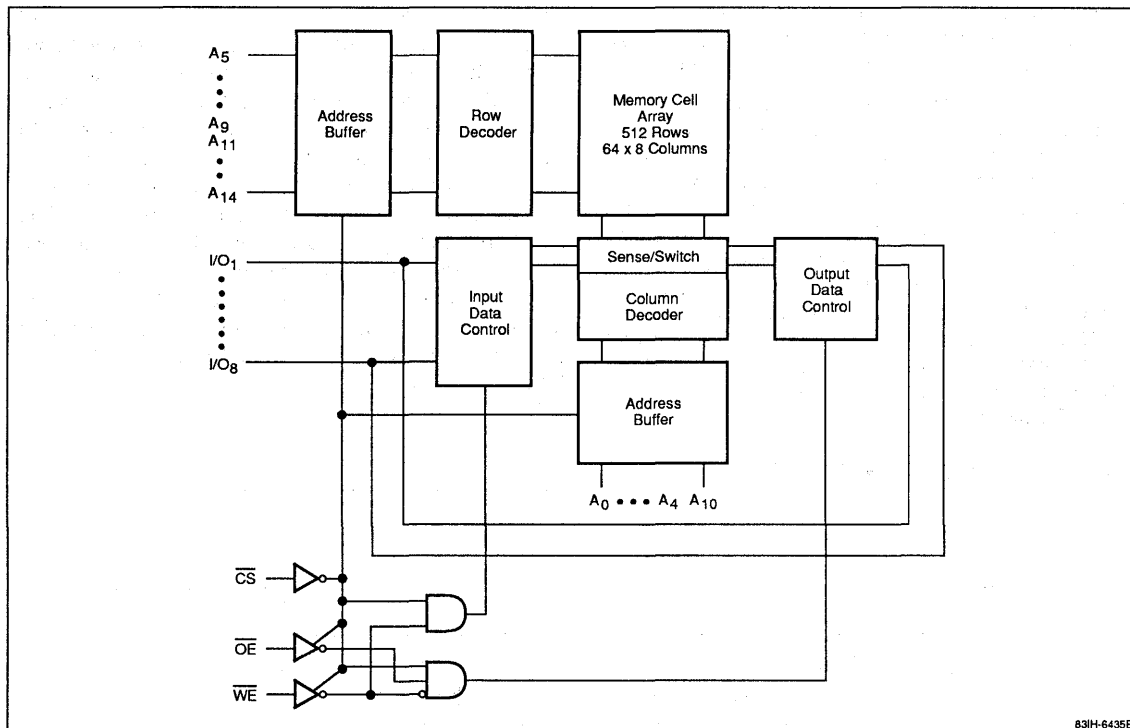 A5
A9
A11
A14
Address
Buffer
Row
Decoder
Memory Cell
Array
512 Rows
64 x 8 Columns
I/O1
I/O8
Input
Data
Control
Sense/Switch
Column
Decoder
Output
Data
Control
Address
Buffer
A0 •••• A4 A10
CS
OE
WE
83IH-6435B